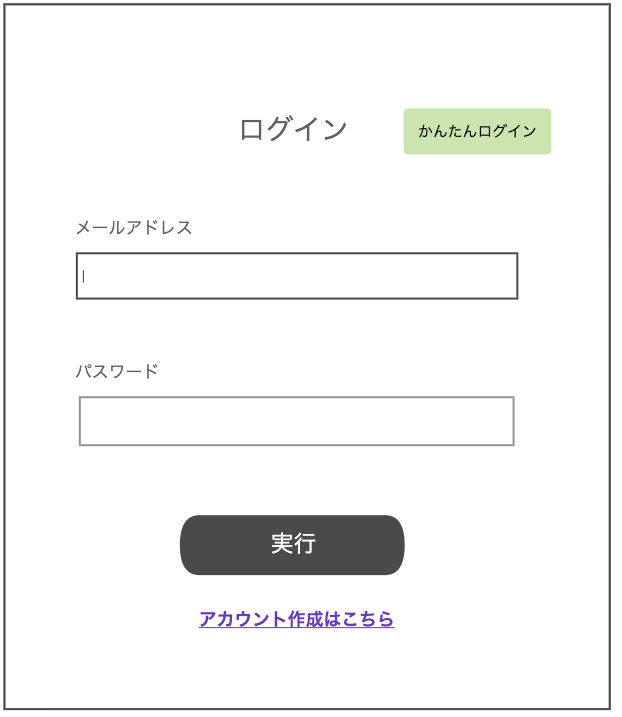 ログイン
かんたんログイン
メールアドレス
パスワード
実行
アカウント作成はこちら